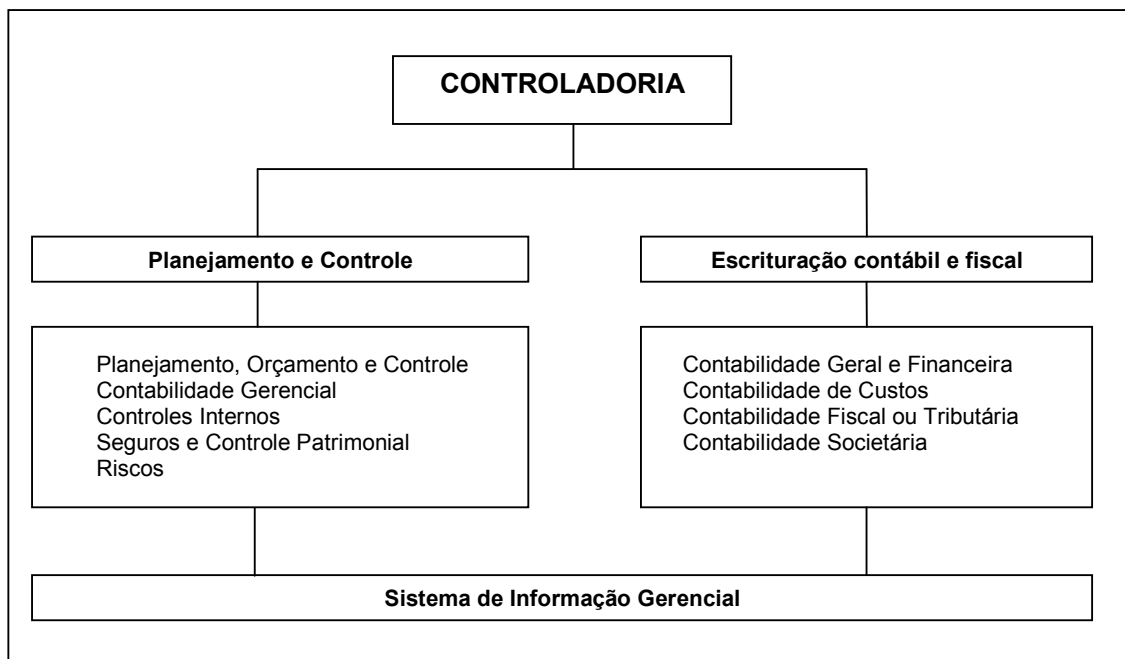 CONTROLADORIA
Planejamento e Controle
Planejamento, Orçamento e Controle
Contabilidade Gerencial
Controles Internos
Seguros e Controle Patrimonial
Riscos
Escrituração contábil e fiscal
Contabilidade Geral e Financeira
Contabilidade de Custos
Contabilidade Fiscal ou Tributária
Contabilidade Societária
Sistema de Informação Gerencial